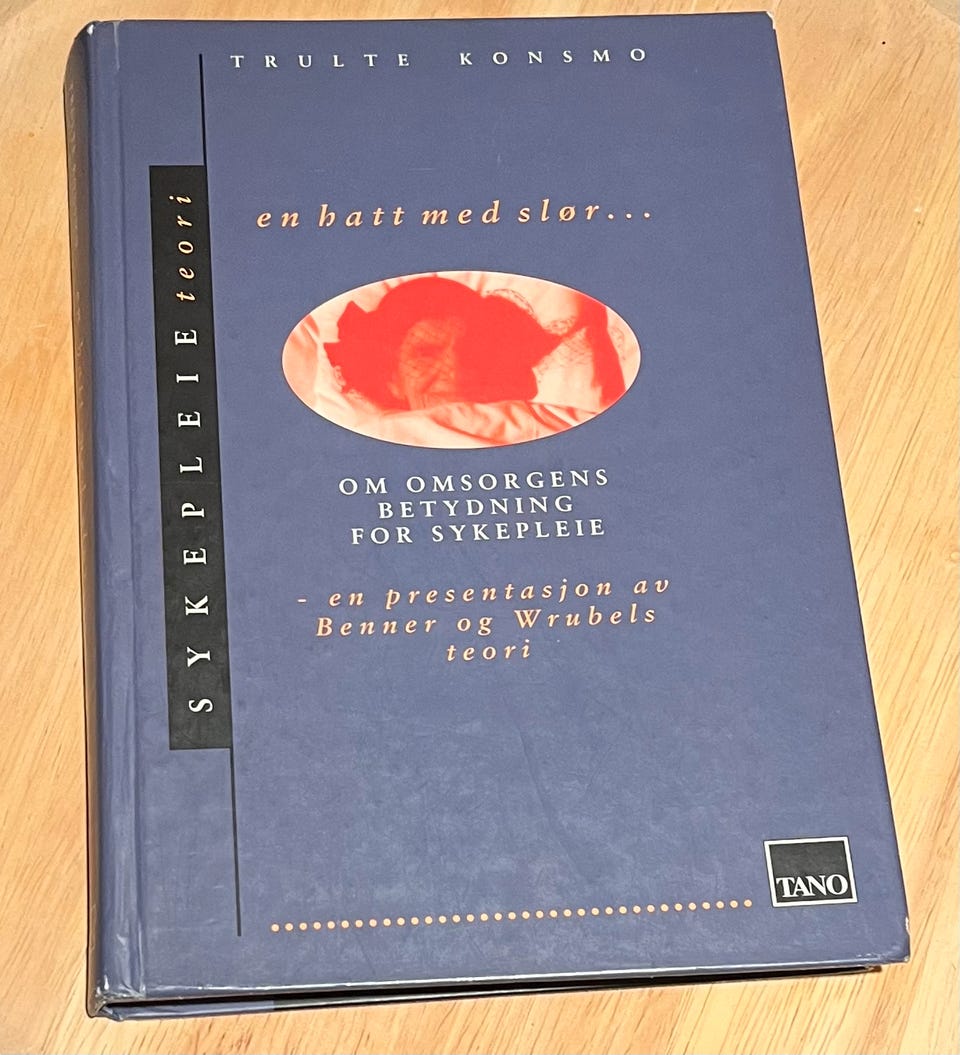 TRULTE KONSMO
en hatt med slør...
OM OMSORGENS
BETYDNING
FOR SYKEPLEIE
- en presentasjon av
Benner og Wrubels
teori
SYKEPLEIE teori
TANO